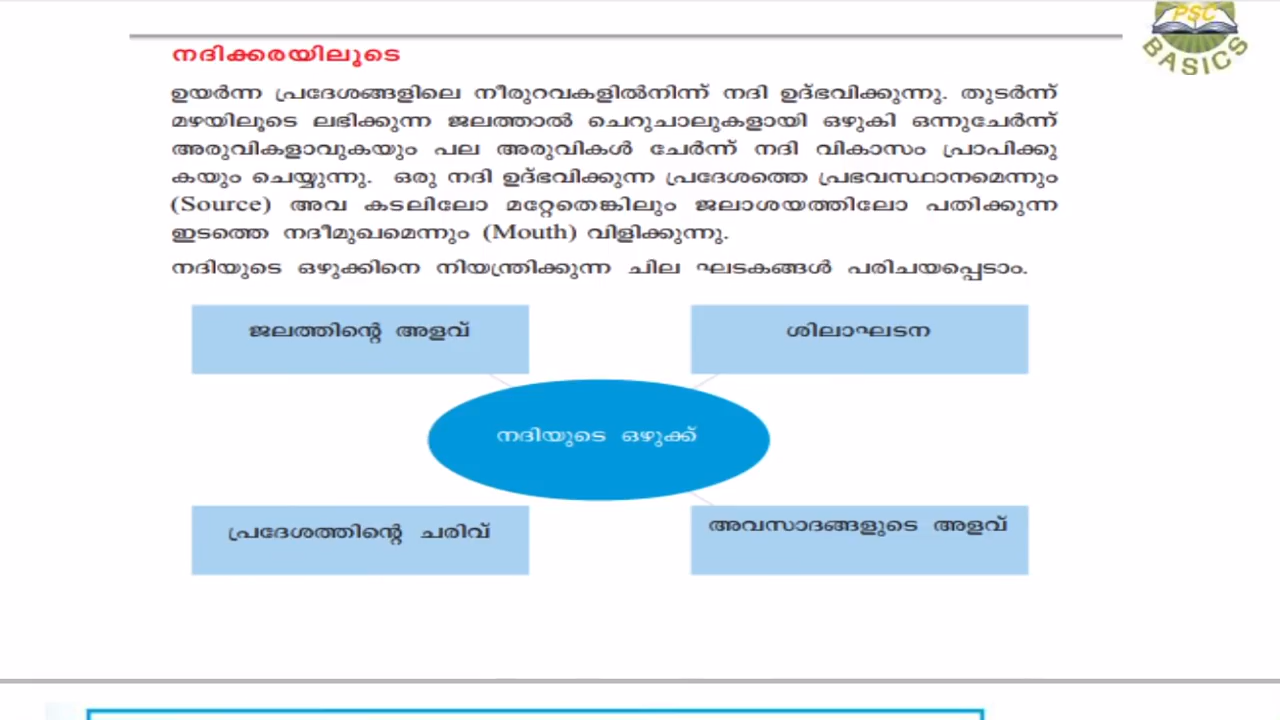 PSC
BASICS
നദിക്കരയിലൂടെ
ഉയർന്ന പ്രദേശങ്ങളിലെ നീരുറവകളിൽനിന്ന് നദി ഉദ്ഭവിക്കുന്നു. തുടർന്ന്
മഴയിലൂടെ ലഭിക്കുന്ന ജലത്താൽ ചെറുചാലുകളായി ഒഴുകി ഒന്നുചേർന്ന്
അരുവികളാവുകയും പല അരുവികൾ ചേർന്ന് നദി വികാസം പ്രാപിക്കു
കയും ചെയ്യുന്നു. ഒരു നദി ഉദ്ഭവിക്കുന്ന പ്രദേശത്തെ പ്രഭവസ്ഥാനമെന്നും
(Source) അവ കടലിലോ മറ്റേതെങ്കിലും ജലാശയത്തിലോ പതിക്കുന്ന
ഇടത്തെ നദീമുഖമെന്നും (Mouth) വിളിക്കുന്നു.
നദിയുടെ ഒഴുക്കിനെ നിയന്ത്രിക്കുന്ന ചില ഘടകങ്ങൾ പരിചയപ്പെടാം.
ജലത്തിന്റെ അളവ്
ശിലാഘടന
നദിയുടെ ഒഴുക്ക്
പ്രദേശത്തിന്റെ ചരിവ്
അവസാദങ്ങളുടെ അളവ്